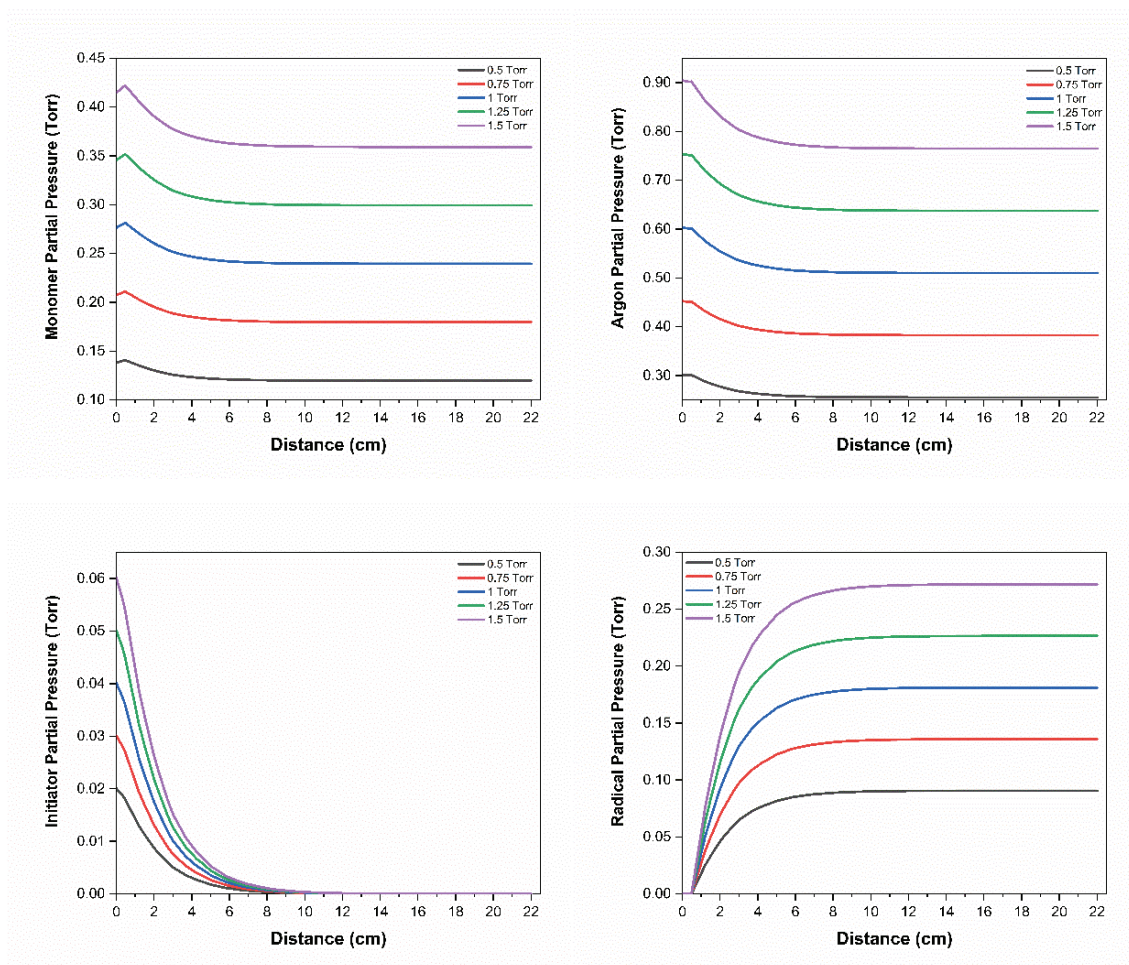 0.45
0.40
0.35
0.30
0.25
0.20
0.15
0.10
Monomer Partial Pressure (Torr)
0.5 Torr
0.75 Torr
1 Torr
1.25 Torr
1.5 Torr
0 2 4 6 8 10 12 14 16 18 20 22
Distance (cm)
0.90
0.80
0.70
0.60
0.50
0.40
0.30
Argon Partial Pressure (Torr)
0.5 Torr
0.75 Torr
1 Torr
1.25 Torr
1.5 Torr
0 2 4 6 8 10 12 14 16 18 20 22
Distance (cm)
0.06
0.05
0.04
0.03
0.02
0.01
0.00
Initiator Partial Pressure (Torr)
0.5 Torr
0.75 Torr
1 Torr
1.25 Torr
1.5 Torr
0 2 4 6 8 10 12 14 16 18 20 22
Distance (cm)
0.30
0.25
0.20
0.15
0.10
0.05
0.00
Radical Partial Pressure (Torr)
0.5 Torr
0.75 Torr
1 Torr
1.25 Torr
1.5 Torr
0 2 4 6 8 10 12 14 16 18 20 22
Distance (cm)